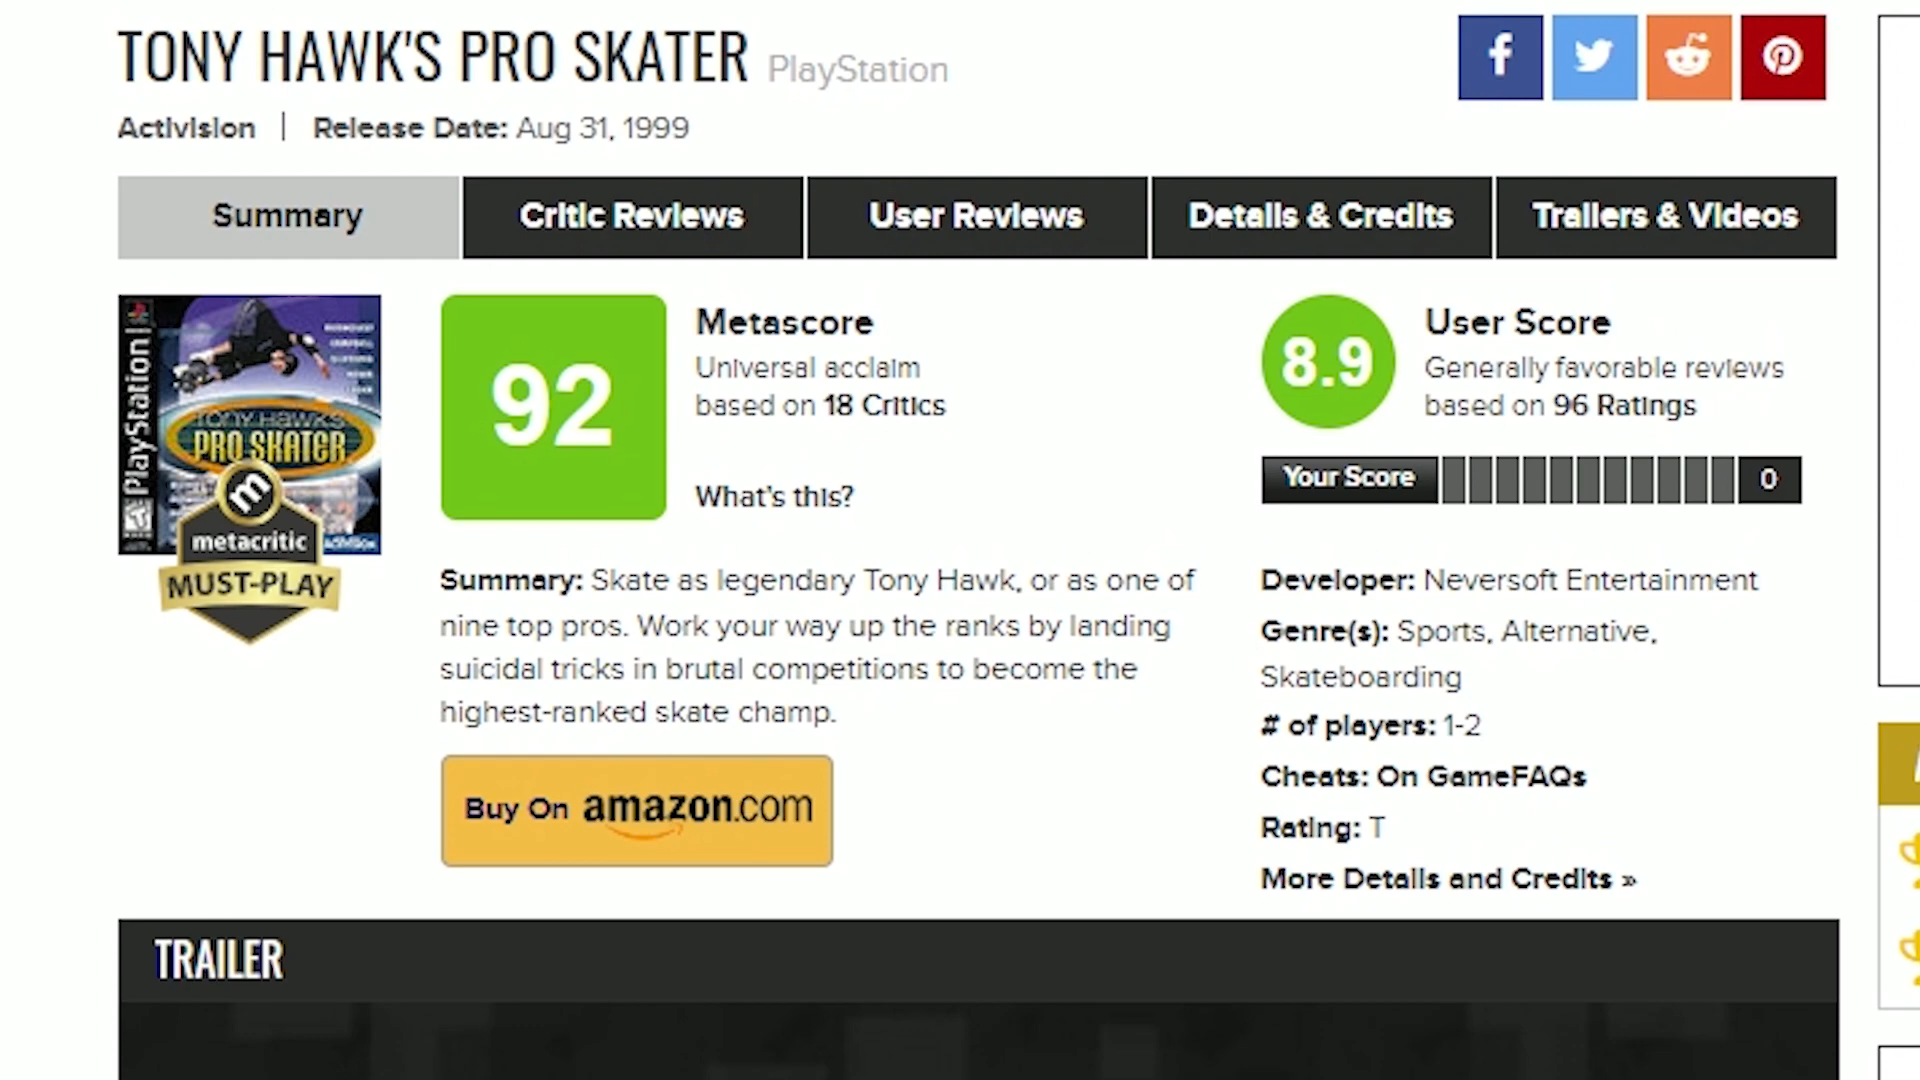 TONY HAWK'S PRO SKATER PlayStation
Activision | Release Date: Aug 31, 1999
Summary
Critic Reviews
User Reviews
Details & Credits
Trailers & Videos
PlayStation
TONY HAWK'S
PRO SKATER
metacritic
MUST-PLAY
92
Metascore
Universal acclaim
based on 18 Critics
What's this?
8.9
User Score
Generally favorable reviews
based on 96 Ratings
Your Score
0
Summary: Skate as legendary Tony Hawk, or as one of
nine top pros. Work your way up the ranks by landing
suicidal tricks in brutal competitions to become the
highest-ranked skate champ.
Buy On amazon.com
Developer: Neversoft Entertainment
Genre(s): Sports, Alternative,
Skateboarding
# of players: 1-2
Cheats: On GameFAQs
Rating: T
More Details and Credits »
TRAILER